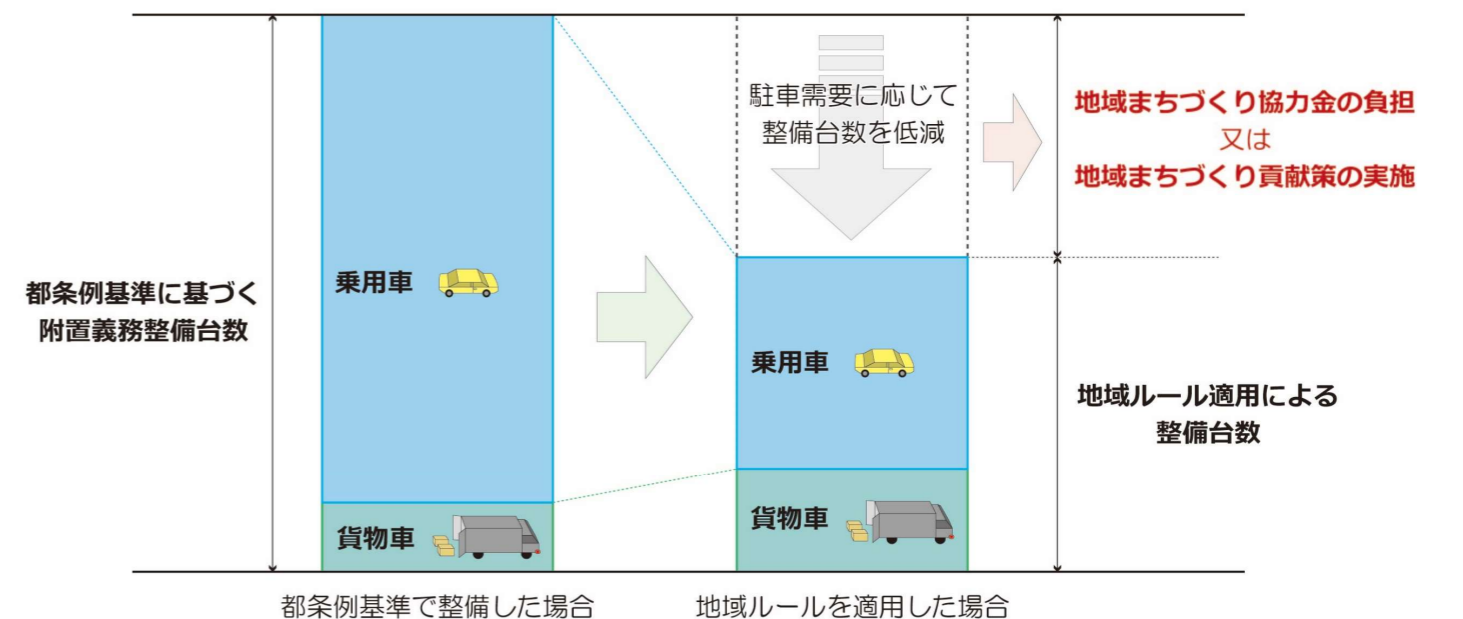 駐車需要に応じて
整備台数を低減
地域まちづくり協力金の負担
又は
地域まちづくり貢献策の実施
都条例基準に基づく
附置義務整備台数
乗用車
乗用車
地域ルール適用による
整備台数
貨物車
貨物車
都条例基準で整備した場合
地域ルールを適用した場合